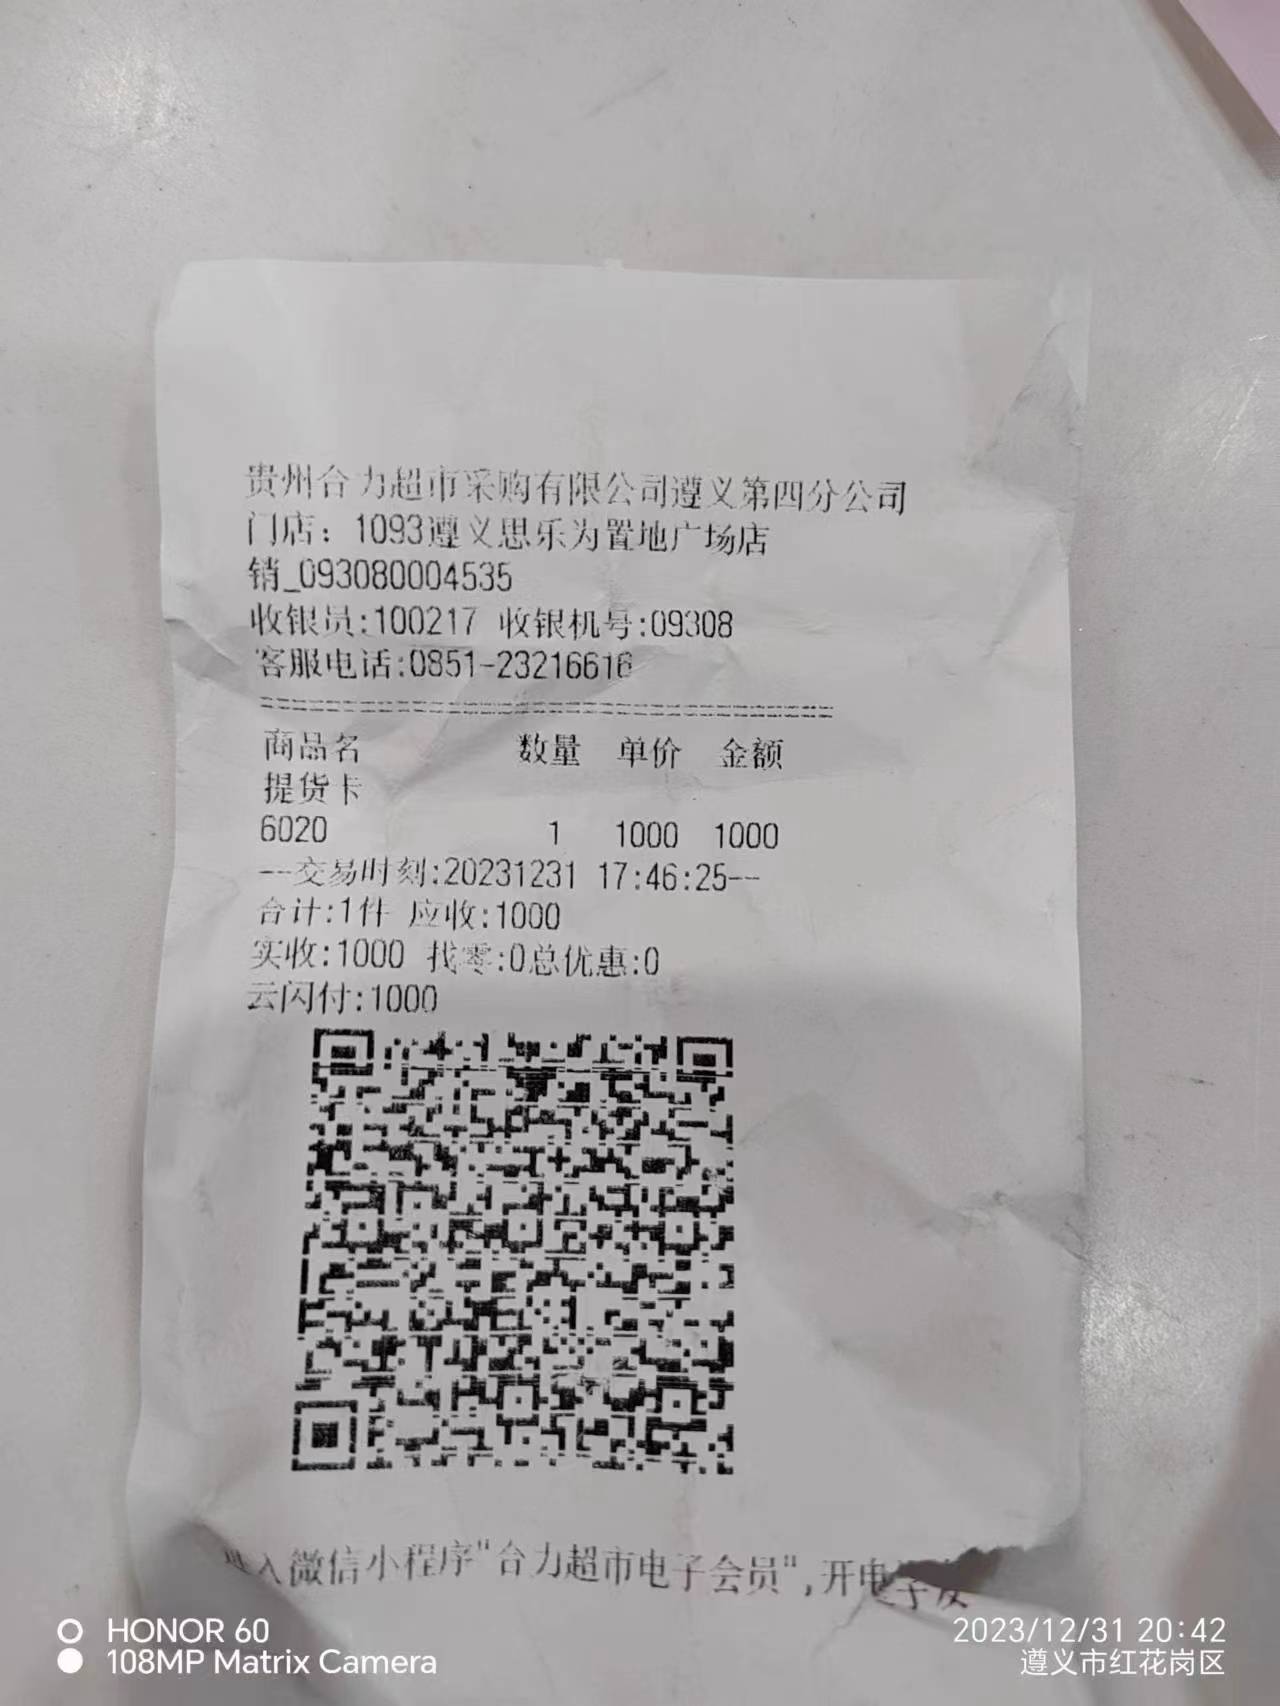 贵州合力超市采购有限公司遵义第四分公司
门店：1093遵义思乐为置地广场店
销_093080004535
收银员:100217 收银机号:09308
客服电话:0851-23216616
商品名 数量 单价 金额
提货卡
6020 1 1000 1000
--交易时刻:20231231 17:46:25--
合计:1件 应收:1000
实收:1000 找零:0总优惠:0
云闪付:1000
入微信小程序"合力超市电子会员",开电子发
HONOR 60
108MP Matrix Camera
2023/12/31 20:42
遵义市红花岗区